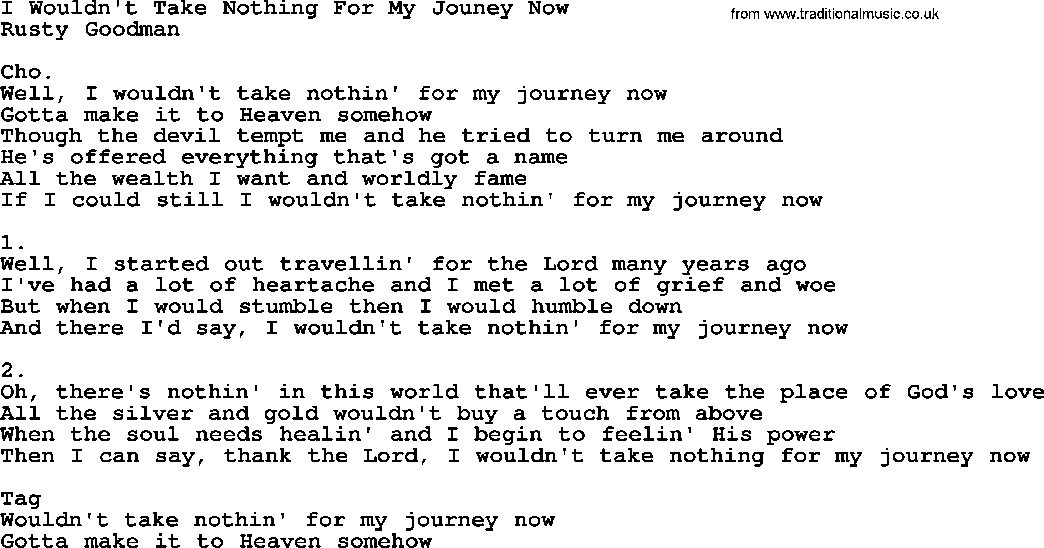 I Wouldn't Take Nothing For My Jouney Now
from www.traditionalmusic.co.uk
Rusty Goodman

Cho.
Well, I wouldn't take nothin' for my journey now
Gotta make it to Heaven somehow
Though the devil tempt me and he tried to turn me around
He's offered everything that's got a name
All the wealth I want and worldly fame
If I could still I wouldn't take nothin' for my journey now

1.
Well, I started out travellin' for the Lord many years ago
I've had a lot of heartache and I met a lot of grief and woe
But when I would stumble then I would humble down
And there I'd say, I wouldn't take nothin' for my journey now

2.
Oh, there's nothin' in this world that'll ever take the place of God's love
All the silver and gold wouldn't buy a touch from above
When the soul needs healin' and I begin to feelin' His power
Then I can say, thank the Lord, I wouldn't take nothing for my journey now

Tag
Wouldn't take nothin' for my journey now
Gotta make it to Heaven somehow